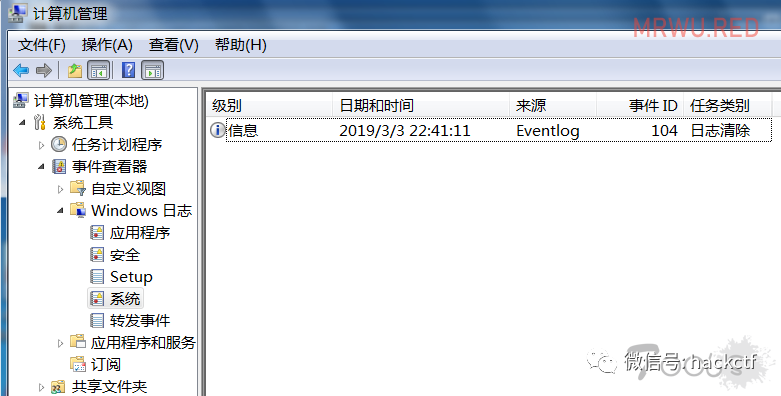 计算机管理
MRWU.RED
文件(F) 操作(A) 查看(V) 帮助(H)
计算机管理(本地)
系统工具
任务计划程序
事件查看器
自定义视图
Windows 日志
应用程序
安全
Setup
系统
转发事件
应用程序和服务
订阅
共享文件夹
级别 日期和时间 来源 事件 ID 任务类别
信息 2019/3/3 22:41:11 Eventlog 104 日志清除
微信号: hackctf